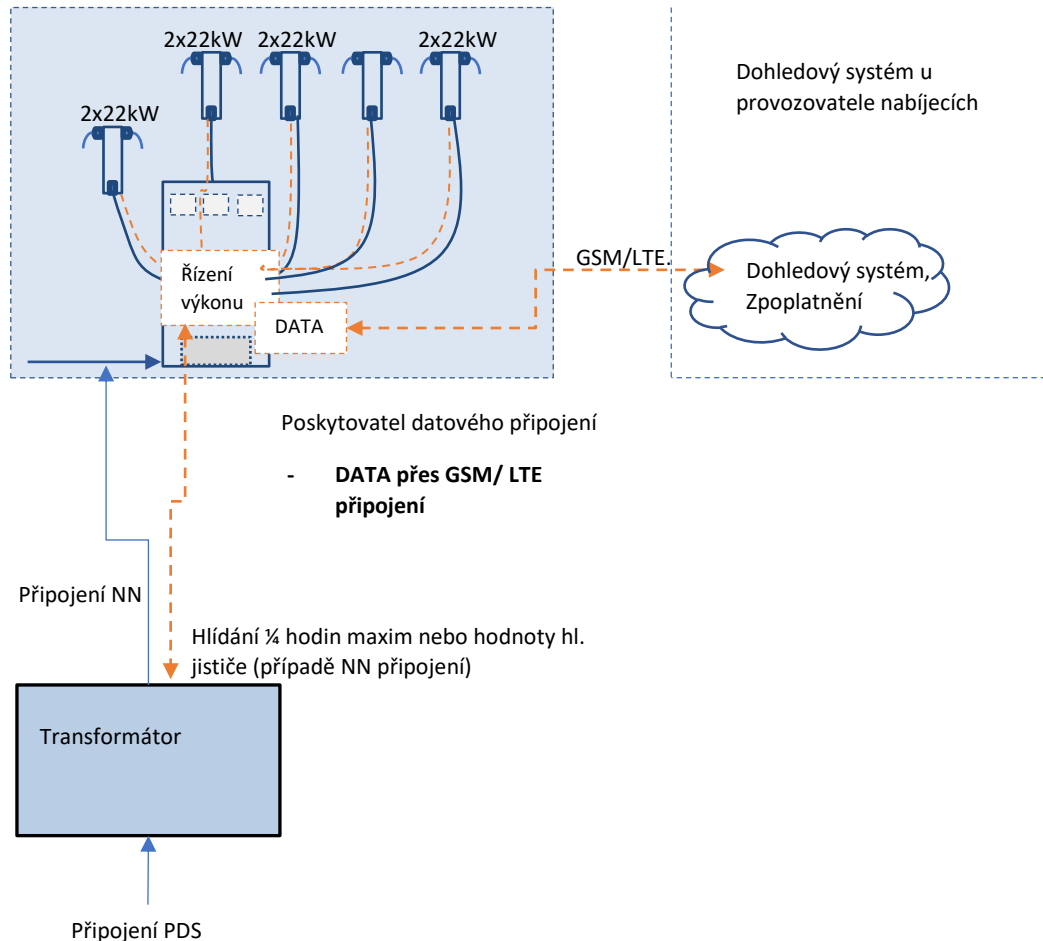 2x22kW 2x22kW 2x22kW
2x22kW
Dohledový systém u
provozovatele nabíjecích
GSM/LTE.
Řízení
výkonu
DATA
Dohledový systém,
Zpoplatnění
Poskytovatel datového připojení
- DATA přes GSM/ LTE
připojení
Připojení NN
Hlídání ¼ hodin maxim nebo hodnoty hl.
jističe (případě NN připojení)
Transformátor
Připojení PDS